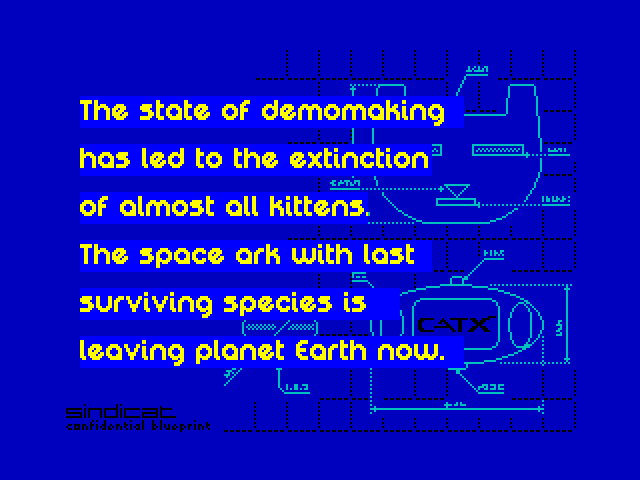 The state of demomaking
has led to the extinction
of almost all kittens.
The space ark with last
surviving species is
leaving planet Earth now.
CATX
sindicat
confidential blueprint